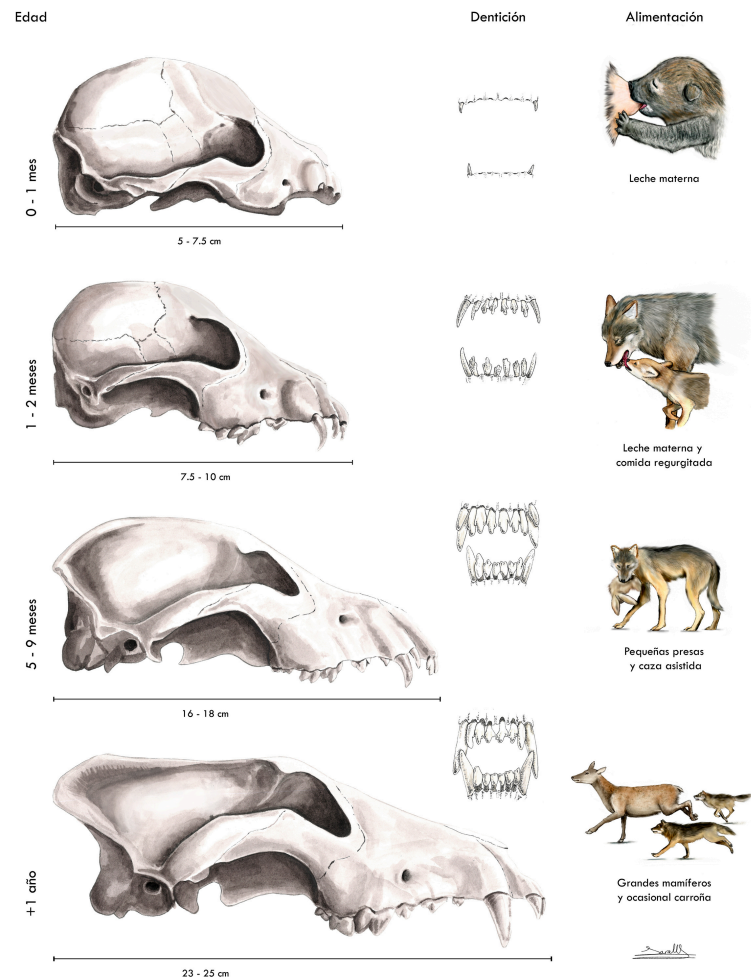 Edad
Dentición
Alimentación
0 - 1 mes
Leche materna
5 - 7.5 cm
1 - 2 meses
Leche materna y
comida regurgitada
7.5 - 10 cm
5 - 9 meses
Pequeñas presas
y caza asistida
16 - 18 cm
+1 año
Grandes mamíferos
y ocasional carroña
23 - 25 cm